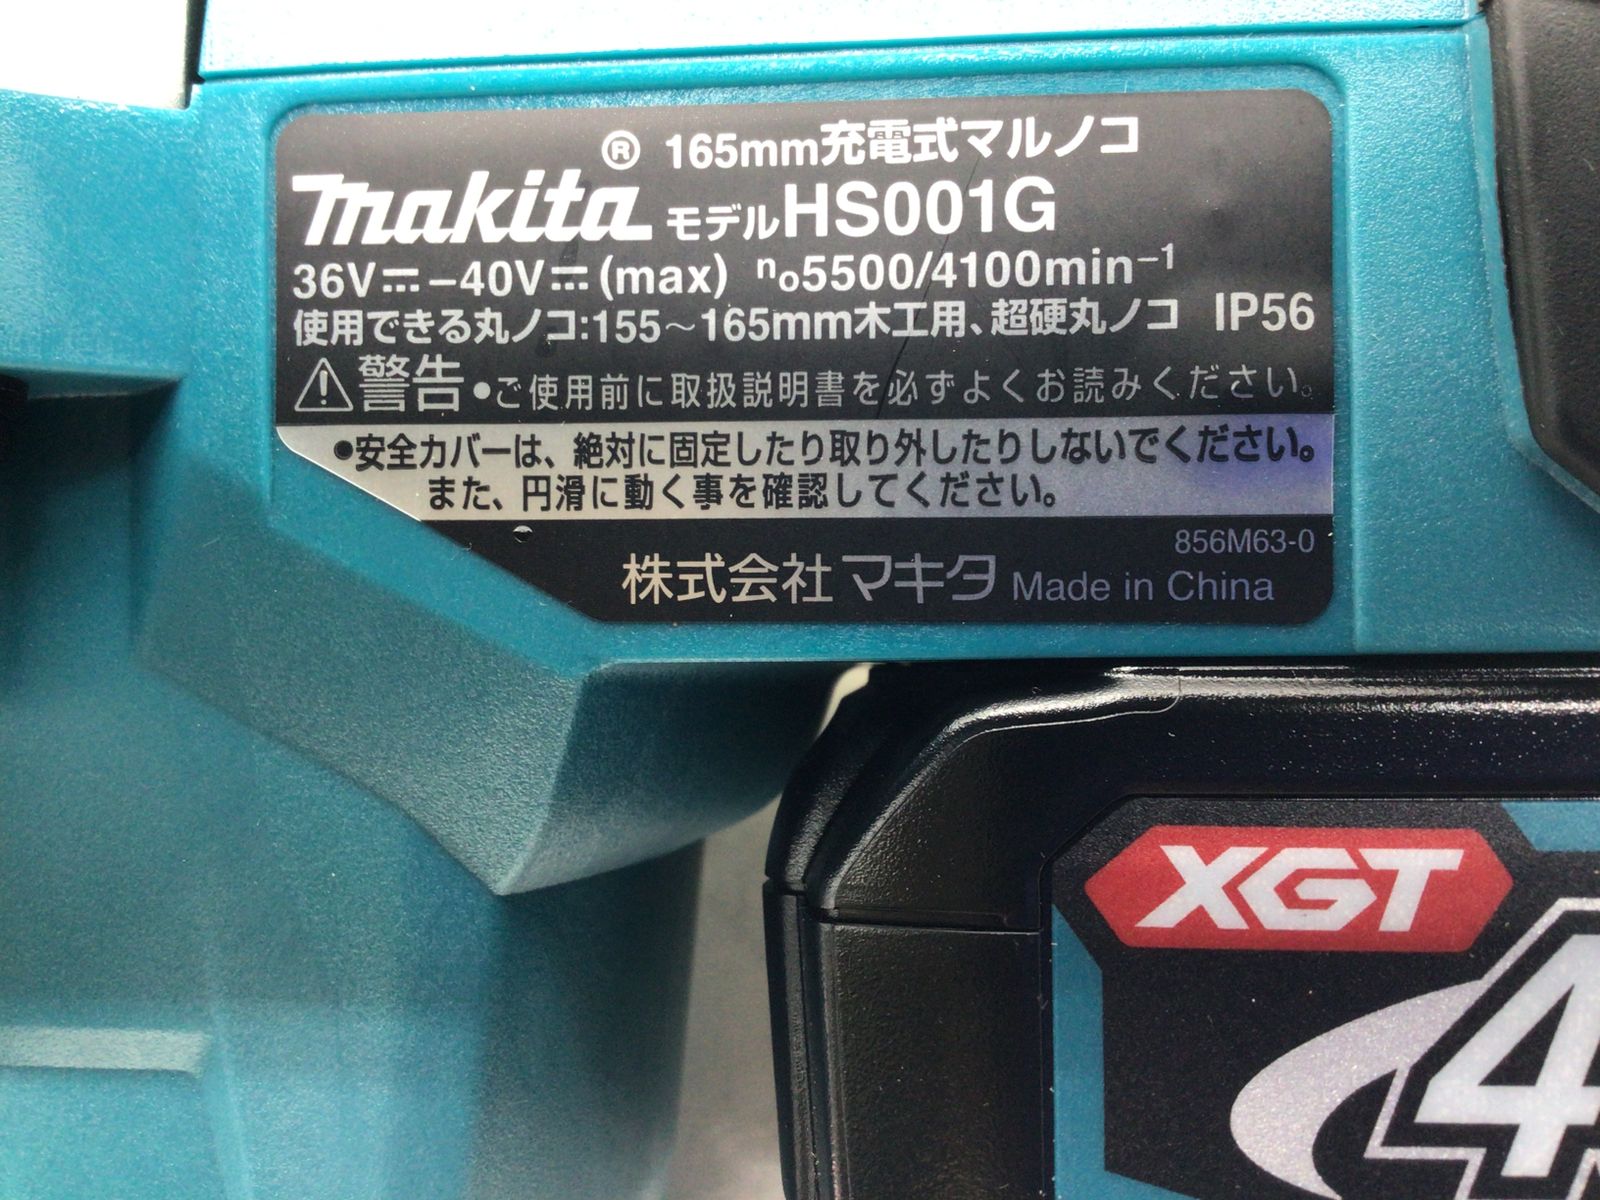 ® 165mm充電式マルノコ
makita モデルHS001G
36V⎓–40V⎓(max) no5500/4100min⁻¹
使用できる丸ノコ:155～165mm木工用、超硬丸ノコ IP56
⚠警告 ●ご使用前に取扱説明書を必ずよくお読みください。
●安全カバーは、絶対に固定したり取り外したりしないでください。
また、円滑に動く事を確認してください。
856M63-0
株式会社マキタ Made in China
XGT
4